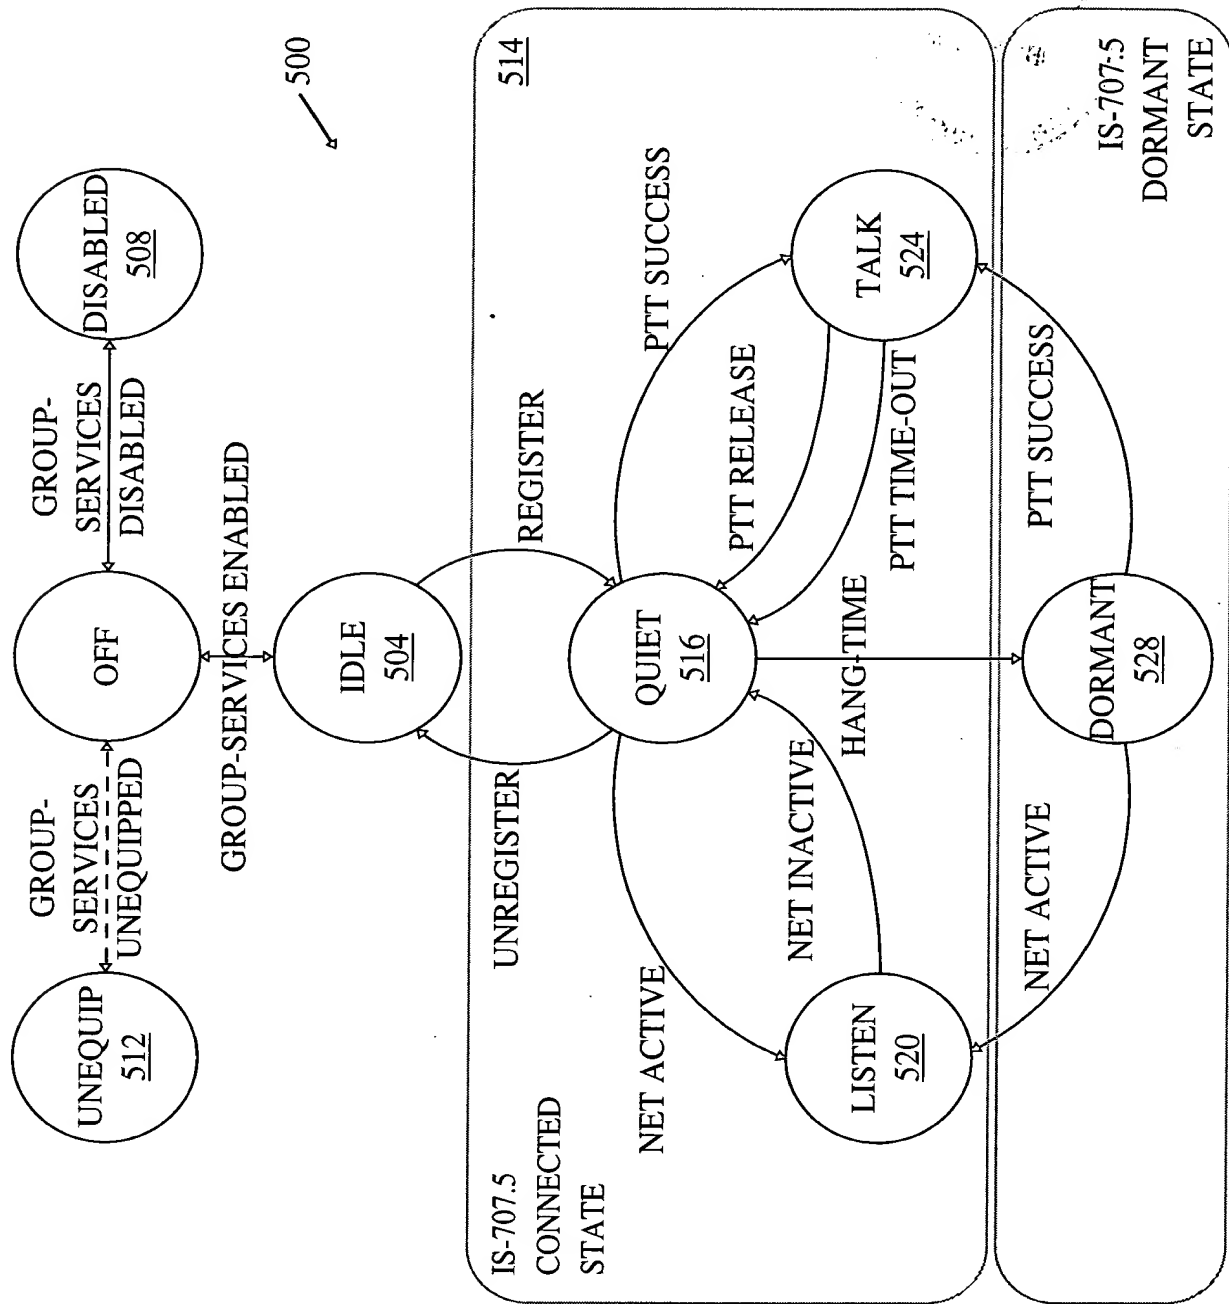 500
UNEQUIP
512
GROUP-
SERVICES
UNEQUIPPED
OFF
GROUP-
SERVICES
DISABLED
DISABLED
508
GROUP-SERVICES ENABLED
IDLE
504
514
IS-707.5
CONNECTED
STATE
UNREGISTER
REGISTER
QUIET
516
NET ACTIVE
NET INACTIVE
PTT SUCCESS
PTT RELEASE
PTT TIME-OUT
HANG-TIME
LISTEN
520
TALK
524
NET ACTIVE
PTT SUCCESS
DORMANT
528
IS-707.5
DORMANT
STATE